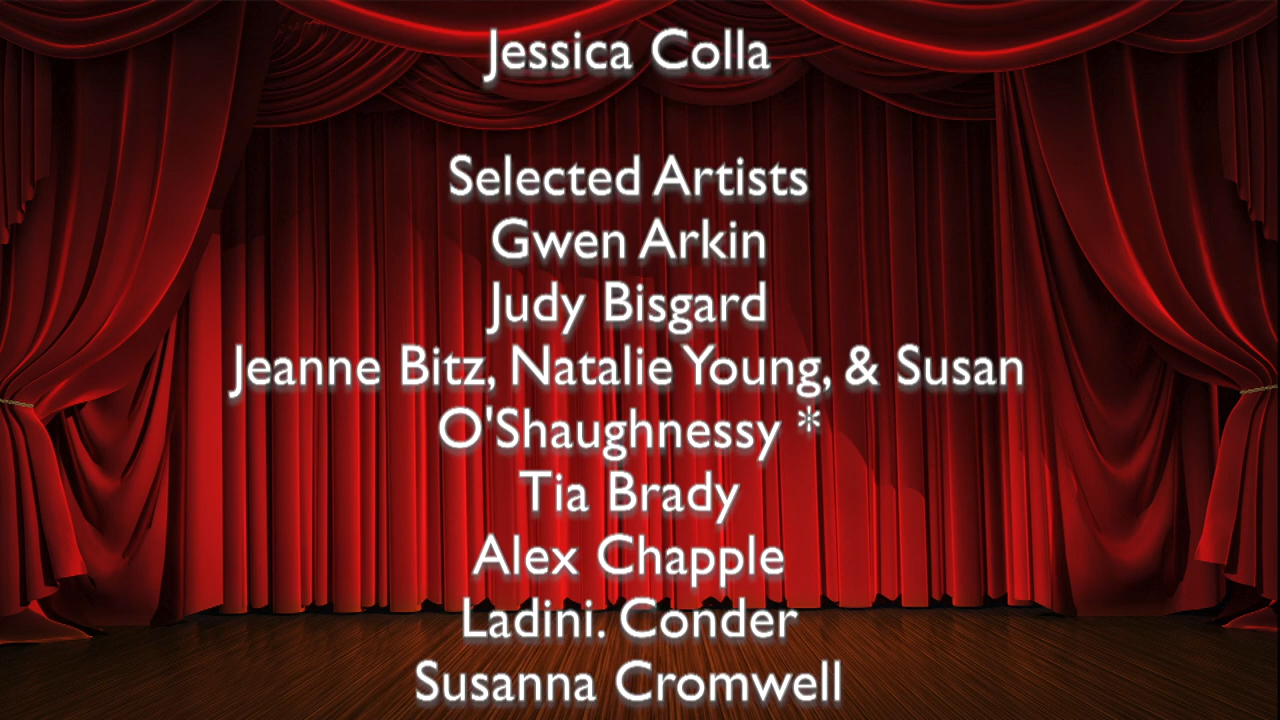 Jessica Colla
Selected Artists
Gwen Arkin
Judy Bisgard
Jeanne Bitz, Natalie Young, & Susan
O'Shaughnessy *
Tia Brady
Alex Chapple
Ladini. Conder
Susanna Cromwell